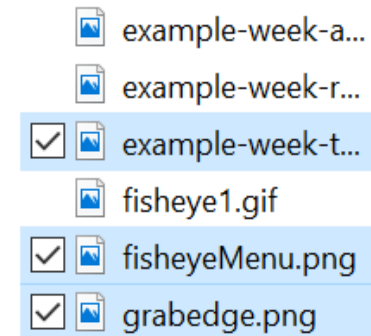 example-week-a...
example-week-r...
example-week-t...
fisheye1.gif
fisheyeMenu.png
grabedge.png